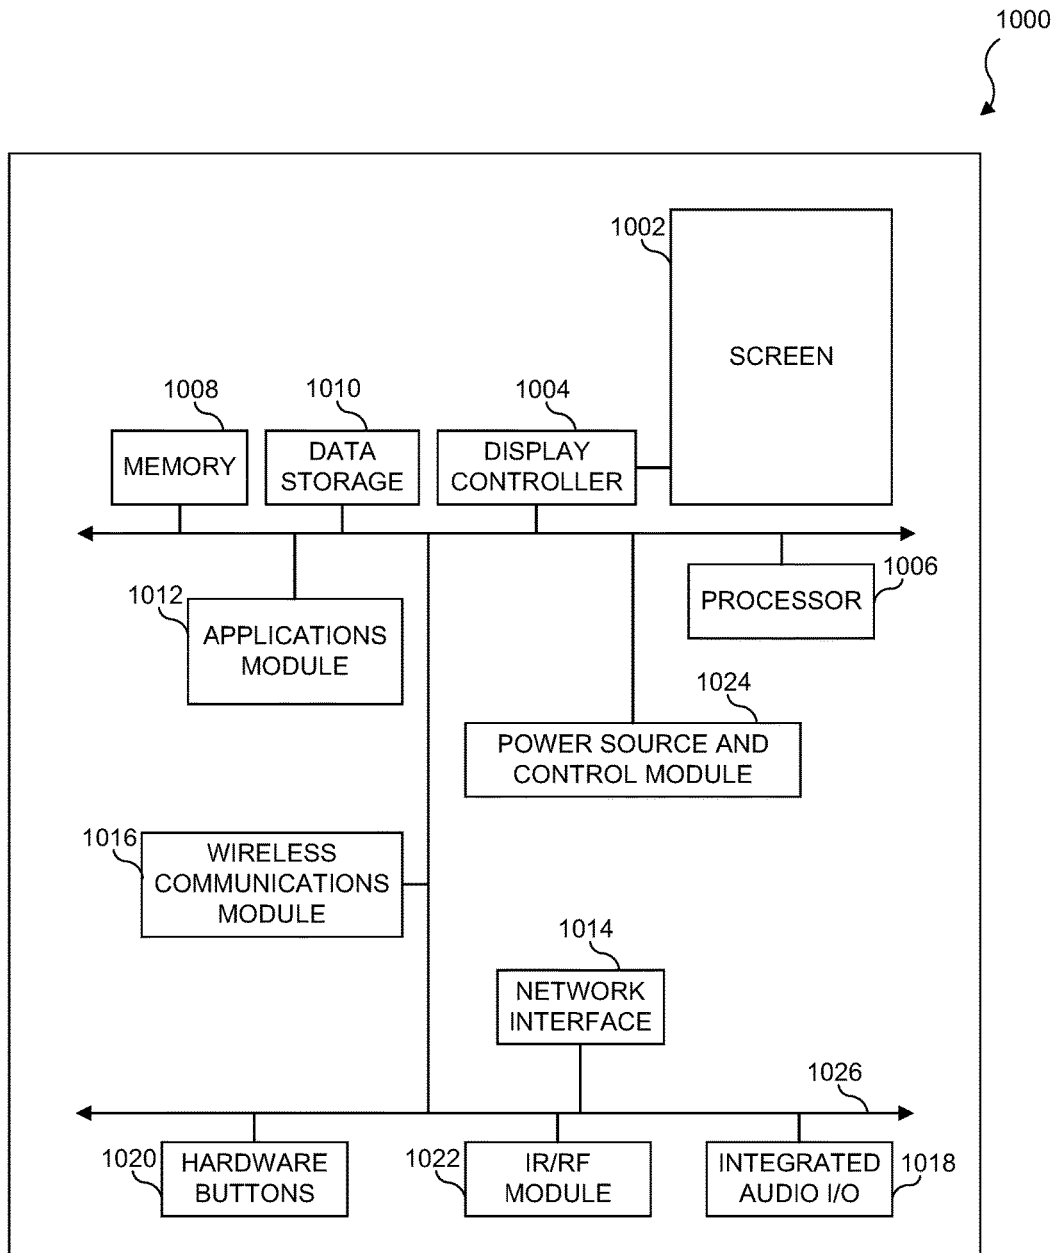 1000
1002
SCREEN
1008
1010
1004
MEMORY
DATA
STORAGE
DISPLAY
CONTROLLER
1012
APPLICATIONS
MODULE
PROCESSOR
1006
1024
POWER SOURCE AND
CONTROL MODULE
1016
WIRELESS
COMMUNICATIONS
MODULE
1014
NETWORK
INTERFACE
1026
1020
HARDWARE
BUTTONS
1022
IR/RF
MODULE
INTEGRATED
AUDIO I/O
1018